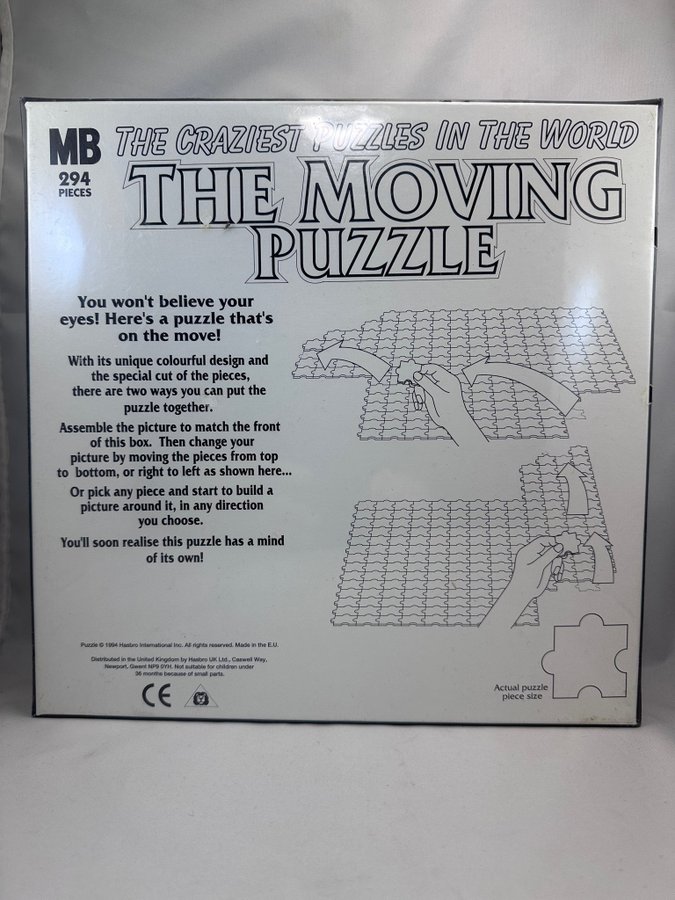 MB
294
PIECES
THE CRAZIEST PUZZLES IN THE WORLD
THE MOVING
PUZZLE
You won't believe your
eyes! Here's a puzzle that's
on the move!
With its unique colourful design and
the special cut of the pieces,
there are two ways you can put the
puzzle together.
Assemble the picture to match the front
of this box. Then change your
picture by moving the pieces from top
to bottom, or right to left as shown here...
Or pick any piece and start to build a
picture around it, in any direction
you choose.
You'll soon realise this puzzle has a mind
of its own!
Puzzle © 1994 Hasbro International Inc. All rights reserved. Made in the E.U.
Distributed in the United Kingdom by Hasbro UK Ltd., Caswell Way,
Newport, Gwent NP9 0YH. Not suitable for children under
36 months because of small parts.
CE
Actual puzzle
piece size